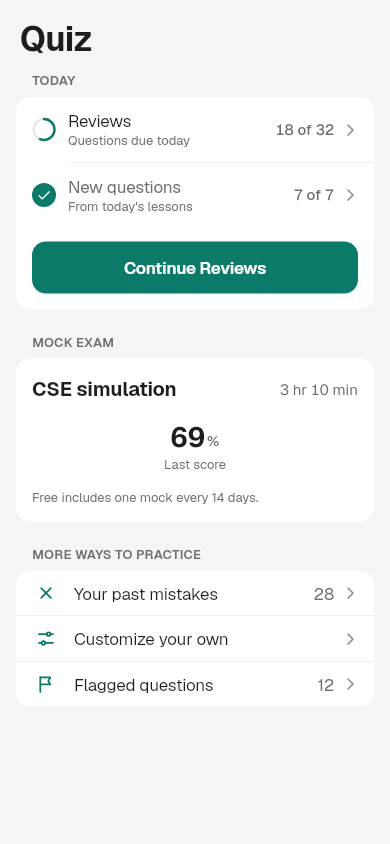 Quiz
TODAY
Reviews
Questions due today
18 of 32
New questions
From today's lessons
7 of 7
Continue Reviews
MOCK EXAM
CSE simulation
3 hr 10 min
69%
Last score
Free includes one mock every 14 days.
MORE WAYS TO PRACTICE
Your past mistakes
28
Customize your own
Flagged questions
12